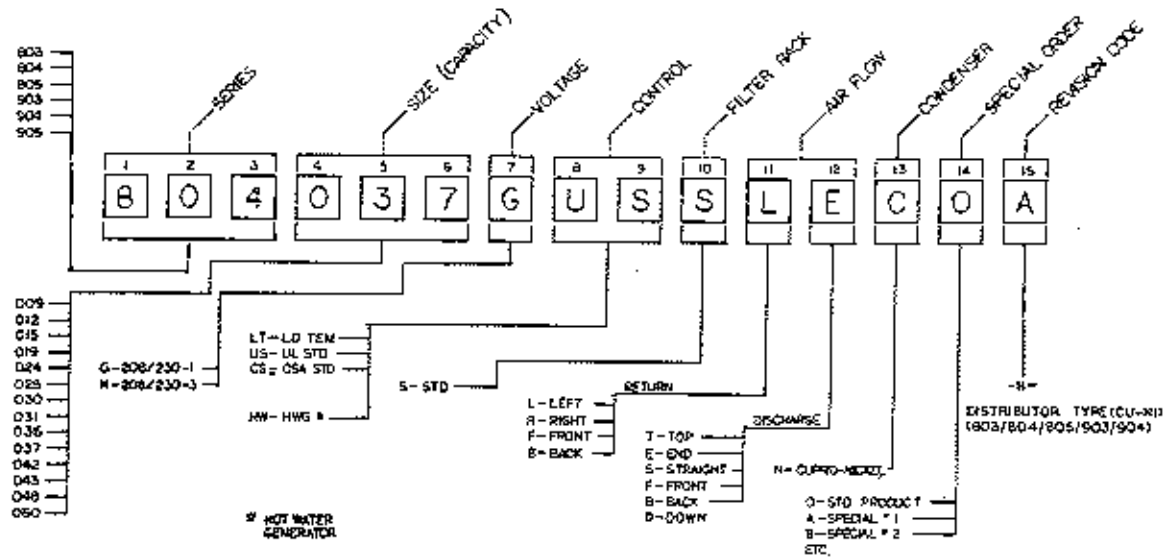 803
804
805
903
904
905
SERIES
SIZE (CAPACITY)
VOLTAGE
CONTROL
FILTER RACK
AIR FLOW
CONDENSER
SPECIAL ORDER
REVISION CODE
1 2 3 4 5 6 7 8 9 10 11 12 13 14 15
8 0 4 0 3 7 G U S S L E C O A
009
012
015
019
024
025
030
031
036
037
042
043
048
060
G-208/230-1
H-208/230-3
LT-LO TEM
US-UL STD
CS-CSA STD
HW-HWG *
S-STD
RETURN
L-LEFT
R-RIGHT
F-FRONT
B-BACK
DISCHARGE
T-TOP
E-END
S-STRAIGHT
F-FRONT
B-BACK
D-DOWN
N-CUPRO-NICKEL
O-STD PRODUCT
A-SPECIAL #1
B-SPECIAL #2
ETC.
DISTRIBUTOR TYPE (CU-NI)
(803/804/805/903/904)
* HOT WATER
GENERATOR